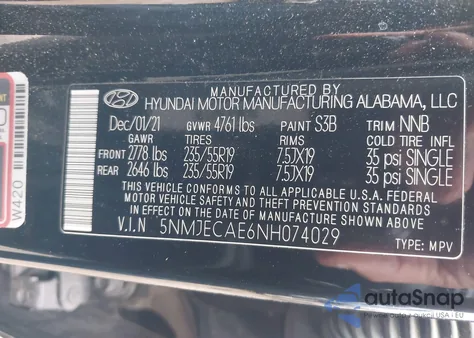 MANUFACTURED BY
HYUNDAI MOTOR MANUFACTURING ALABAMA, LLC
Dec/01/21 GVWR 4761 lbs PAINT S3B TRIM NNB
GAWR TIRES RIMS COLD TIRE INFL
FRONT 2778 lbs 235/55R19 7.5JX19 35 psi SINGLE
REAR 2646 lbs 235/55R19 7.5JX19 35 psi SINGLE
THIS VEHICLE CONFORMS TO ALL APPLICABLE U.S.A. FEDERAL
MOTOR VEHICLE SAFETY, BUMPER, AND THEFT PREVENTION
STANDARDS IN EFFECT ON THE DATE OF MANUFACTURE SHOWN ABOVE.
V.I.N 5NMJECAE6NH074029 TYPE: MPV
W420
autoSnap